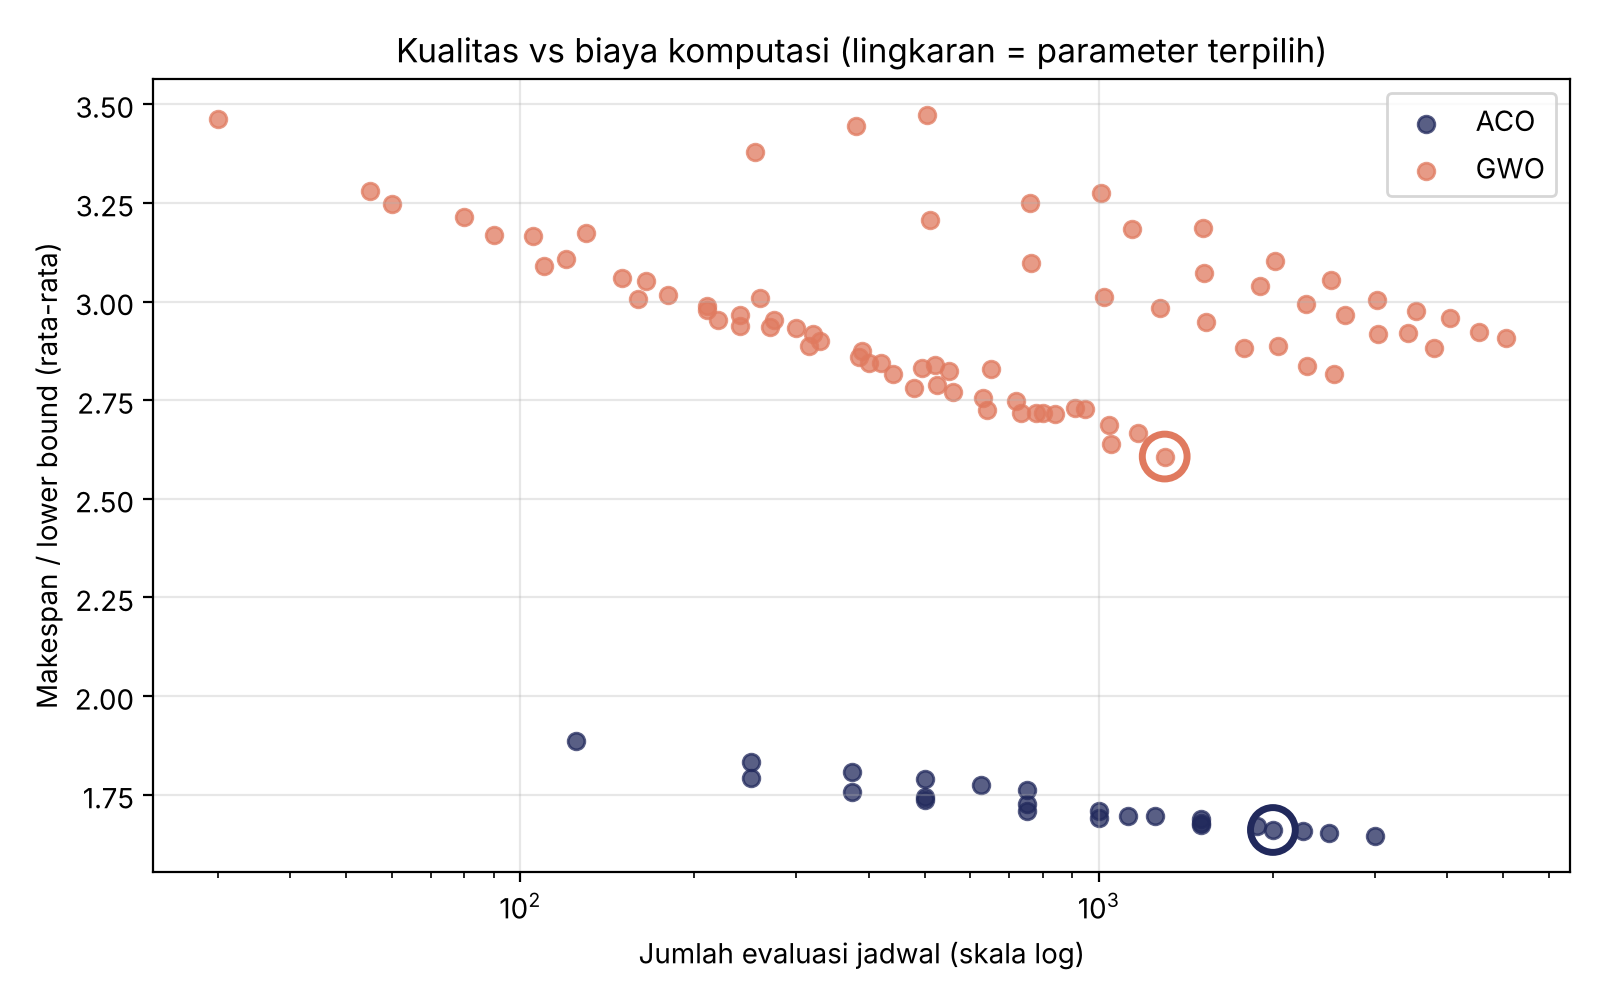 Kualitas vs biaya komputasi (lingkaran = parameter terpilih)
ACO
GWO
Makespan / lower bound (rata-rata)
3.50
3.25
3.00
2.75
2.50
2.25
2.00
1.75
10²
10³
Jumlah evaluasi jadwal (skala log)